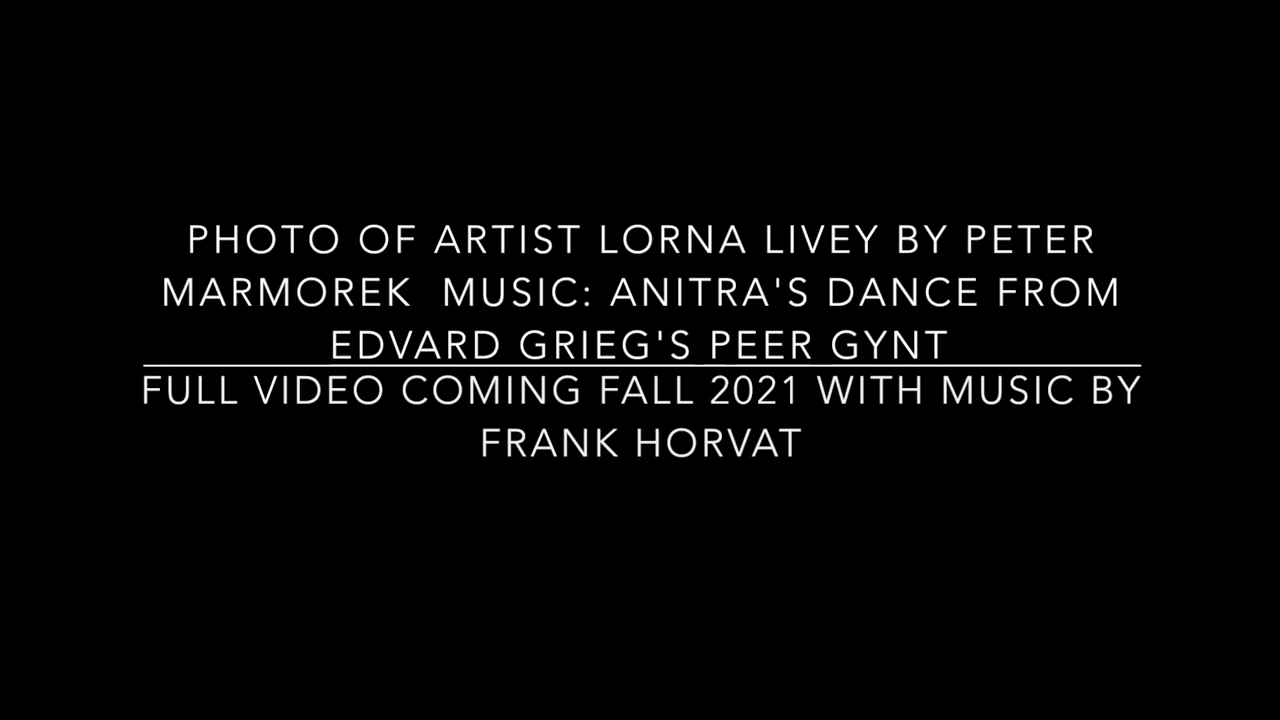 PHOTO OF ARTIST LORNA LIVEY BY PETER
MARMOREK  MUSIC: ANITRA'S DANCE FROM
EDVARD GRIEG'S PEER GYNT
FULL VIDEO COMING FALL 2021 WITH MUSIC BY
FRANK HORVAT